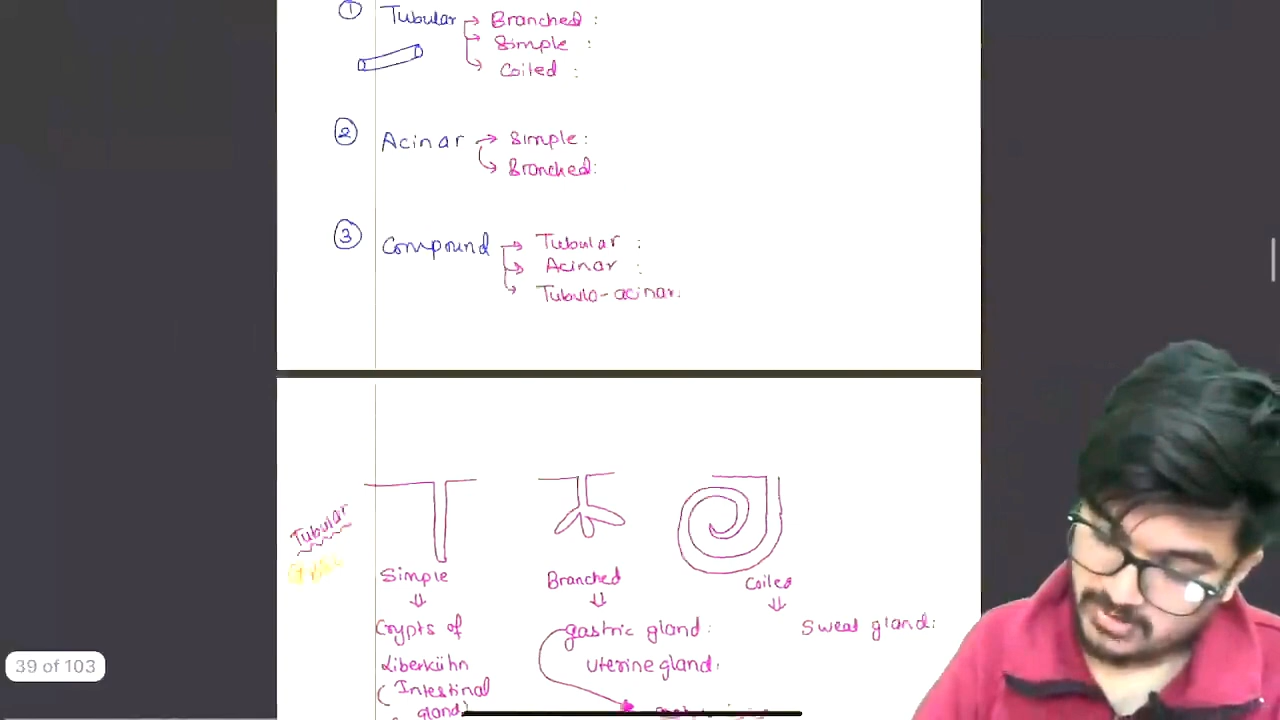 ① Tubular → Branched :
→ Simple :
→ Coiled :
② Acinar → Simple :
→ Branched:
③ Compound → Tubular :
→ Acinar :
→ Tubulo-acinar.
Tubular
Simple
Branched
Coiled
Crypts of
Liberkühn
(Intestinal
gland)
gastric gland:
uterine gland.
Sweat gland:
39 of 103